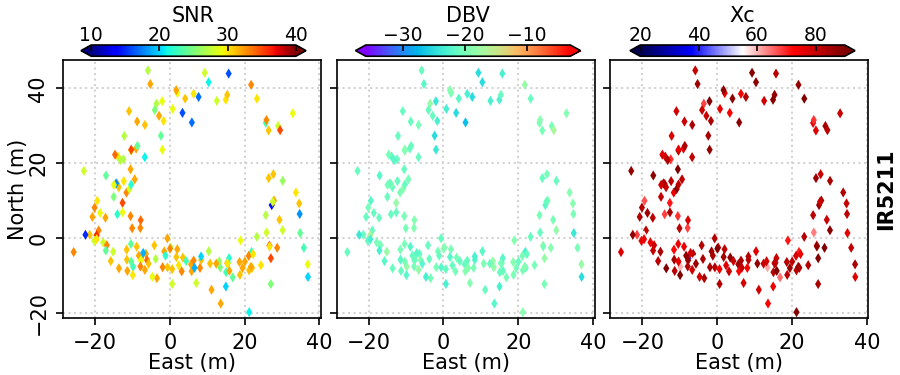 SNR DBV Xc
10 20 30 40 −30 −20 −10 20 40 60 80
40
20
0
−20
North (m)
IR5211
−20 0 20 40 −20 0 20 40 −20 0 20 40
East (m) East (m) East (m)